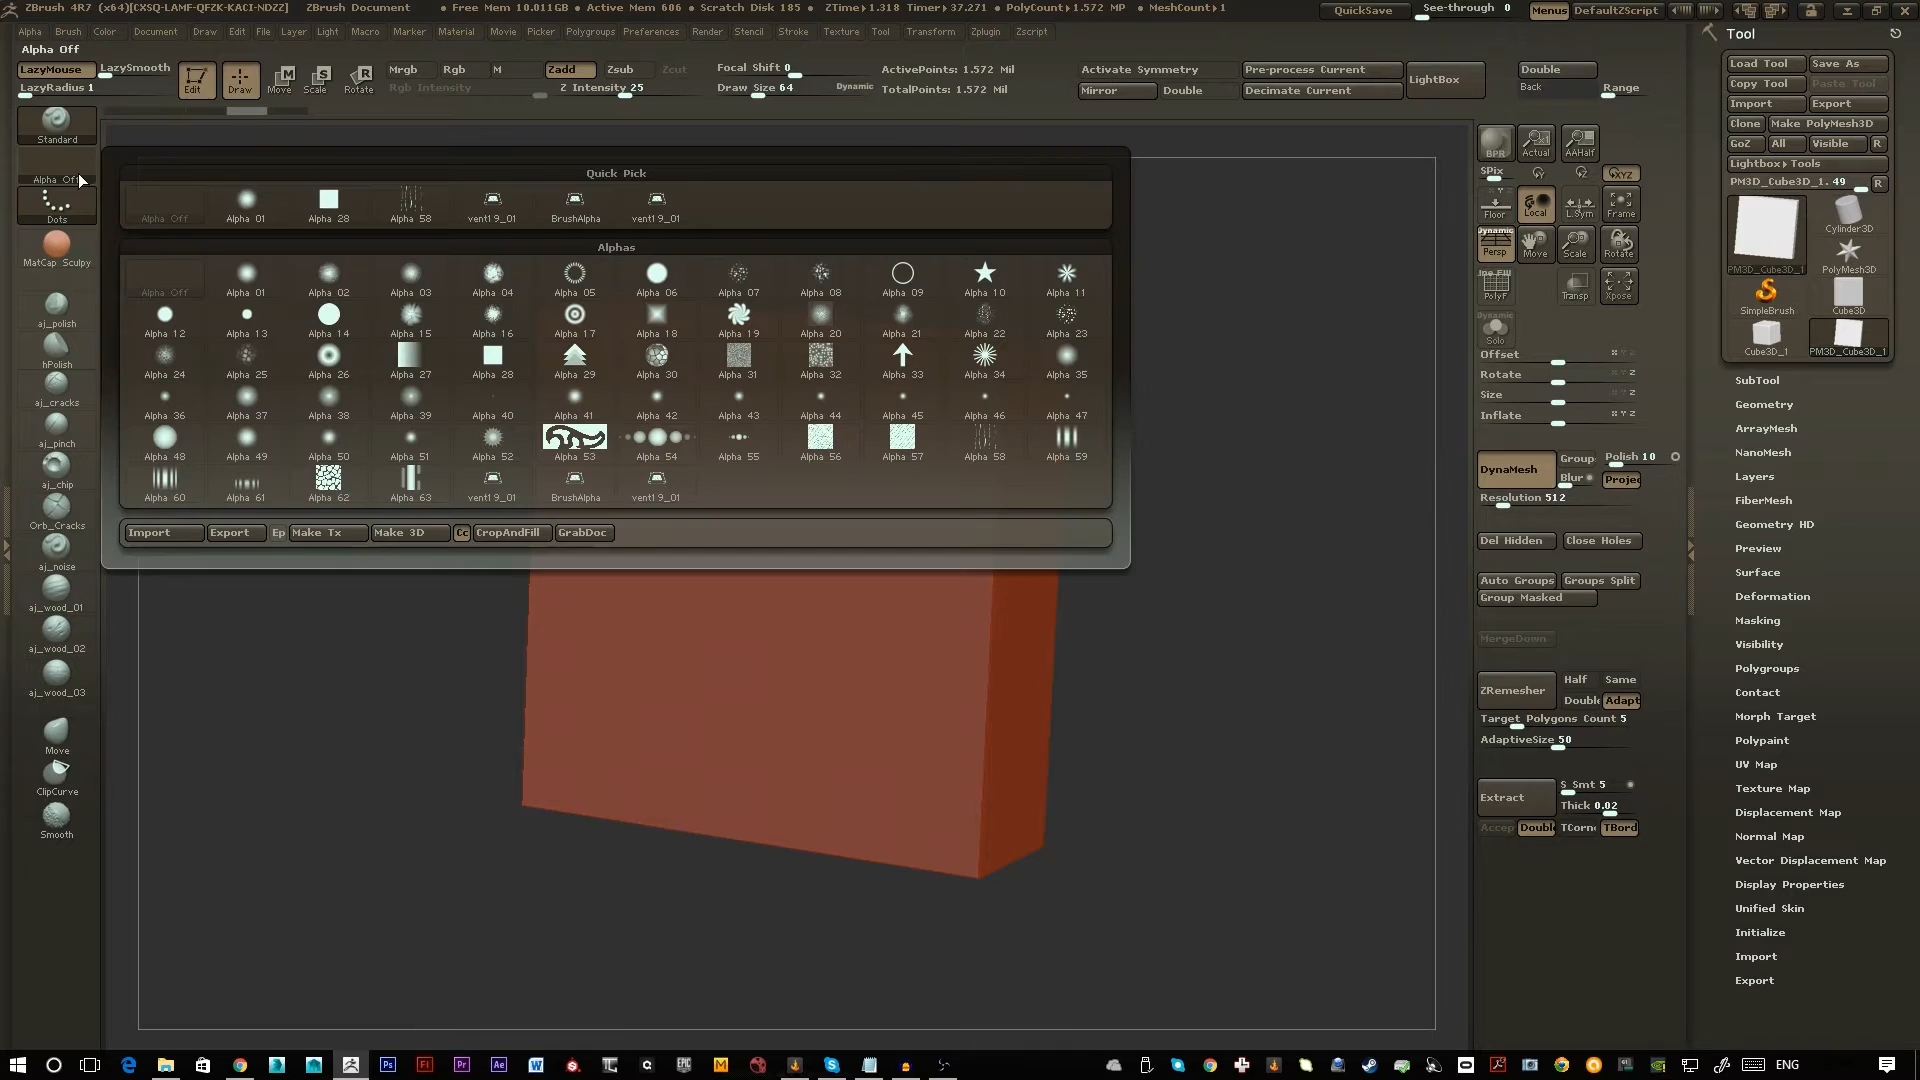 ZBrush 4R7 (x64)[CXSQ-LAMF-QFZK-KACI-NDZZ] ZBrush Document • Free Mem 10.011GB • Active Mem 606 • Scratch Disk 185 • ZTime▸1.318 Timer▸37.271 • PolyCount▸1.572 MP • MeshCount▸1 QuickSave See-through 0 Menus DefaultZScript
Alpha Brush Color Document Draw Edit File Layer Light Macro Marker Material Movie Picker Polygroups Preferences Render Stencil Stroke Texture Tool Transform Zplugin Zscript
Alpha Off
LazyMouse LazySmooth
LazyRadius 1
Edit Draw Move Scale Rotate
Mrgb Rgb M Zadd Zsub Zcut
Rgb Intensity Z Intensity 25
Focal Shift 0
Draw Size 64 Dynamic
ActivePoints: 1.572 Mil
TotalPoints: 1.572 Mil
Activate Symmetry Pre-process Current
Mirror Double Decimate Current
LightBox
Double
Back Range
Standard
Alpha Off
Dots
MatCap Sculpy
aj_polish
hPolish
aj_cracks
aj_pinch
aj_chip
Orb_Cracks
aj_noise
aj_wood_01
aj_wood_02
aj_wood_03
Move
ClipCurve
Smooth
Quick Pick
Alpha Off Alpha 01 Alpha 28 Alpha 58 vent19_01 BrushAlpha vent19_01
Alphas
Alpha Off Alpha 01 Alpha 02 Alpha 03 Alpha 04 Alpha 05 Alpha 06 Alpha 07 Alpha 08 Alpha 09 Alpha 10 Alpha 11
Alpha 12 Alpha 13 Alpha 14 Alpha 15 Alpha 16 Alpha 17 Alpha 18 Alpha 19 Alpha 20 Alpha 21 Alpha 22 Alpha 23
Alpha 24 Alpha 25 Alpha 26 Alpha 27 Alpha 28 Alpha 29 Alpha 30 Alpha 31 Alpha 32 Alpha 33 Alpha 34 Alpha 35
Alpha 36 Alpha 37 Alpha 38 Alpha 39 Alpha 40 Alpha 41 Alpha 42 Alpha 43 Alpha 44 Alpha 45 Alpha 46 Alpha 47
Alpha 48 Alpha 49 Alpha 50 Alpha 51 Alpha 52 Alpha 53 Alpha 54 Alpha 55 Alpha 56 Alpha 57 Alpha 58 Alpha 59
Alpha 60 Alpha 61 Alpha 62 Alpha 63 vent19_01 BrushAlpha vent19_01
Import Export Ep Make Tx Make 3D Cc CropAndFill GrabDoc
BPR Actual AAHalf
SPix XYZ
Floor Local L.Sym Frame
Dynamic
Persp Move Scale Rotate
Line Fill
PolyF Transp Xpose
Dynamic
Solo
Offset X Y Z
Rotate X Y Z
Size X Y Z
Inflate X Y Z
DynaMesh Group Polish 10
Blur Projec
Resolution 512
Del Hidden Close Holes
Auto Groups Groups Split
Group Masked
MergeDown
ZRemesher Half Same
Double Adapt
Target Polygons Count 5
AdaptiveSize 50
Extract S Smt 5
Thick 0.02
Accep Doubl TCorne TBord
Tool
Load Tool Save As
Copy Tool Paste Tool
Import Export
Clone Make PolyMesh3D
GoZ All Visible R
Lightbox▸Tools
PM3D_Cube3D_1. 49 R
PM3D_Cube3D_1 Cylinder3D
PolyMesh3D
SimpleBrush Cube3D
Cube3D_1 PM3D_Cube3D_1
SubTool
Geometry
ArrayMesh
NanoMesh
Layers
FiberMesh
Geometry HD
Preview
Surface
Deformation
Masking
Visibility
Polygroups
Contact
Morph Target
Polypaint
UV Map
Texture Map
Displacement Map
Normal Map
Vector Displacement Map
Display Properties
Unified Skin
Initialize
Import
Export
ENG